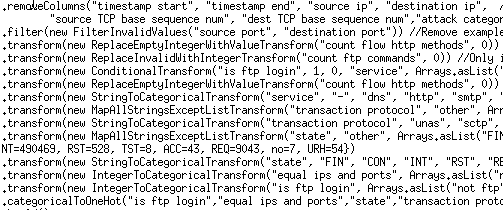 .removeColumns("timestamp start", "timestamp end", "source ip", "destination ip", /
"source TCP base sequence num", "dest TCP base sequence num","attack catego
.filter(new FilterInvalidValues("source port", "destination port")) //Remove example
.transform(new ReplaceEmptyIntegerWithValueTransform("count flow http methods", 0))
.transform(new ReplaceInvalidWithIntegerTransform("count ftp commands", 0)) //Only i
.transform(new ConditionalTransform("is ftp login", 1, 0, "service", Arrays.asList("
.transform(new ReplaceEmptyIntegerWithValueTransform("count flow http methods", 0))
.transform(new StringToCategoricalTransform("service", "-", "dns", "http", "smtp", "
.transform(new MapAllStringsExceptListTransform("transaction protocol", "other", Arr
.transform(new StringToCategoricalTransform("transaction protocol", "unas", "sctp",
.transform(new MapAllStringsExceptListTransform("state", "other", Arrays.asList("FIN
NT=490469, RST=528, TST=8, ACC=43, REQ=9043, no=7, URH=54})
.transform(new StringToCategoricalTransform("state", "FIN", "CON", "INT", "RST", "RE
.transform(new IntegerToCategoricalTransform("equal ips and ports", Arrays.asList("n
.transform(new IntegerToCategoricalTransform("is ftp login", Arrays.asList("not ftp
.categoricalToOneHot("is ftp login","equal ips and ports","state","transaction proto